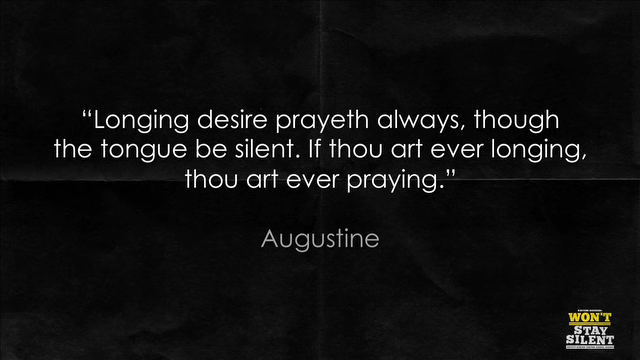 “Longing desire prayeth always, though
the tongue be silent. If thou art ever longing,
thou art ever praying.”
Augustine
WON'T
STAY
SILENT